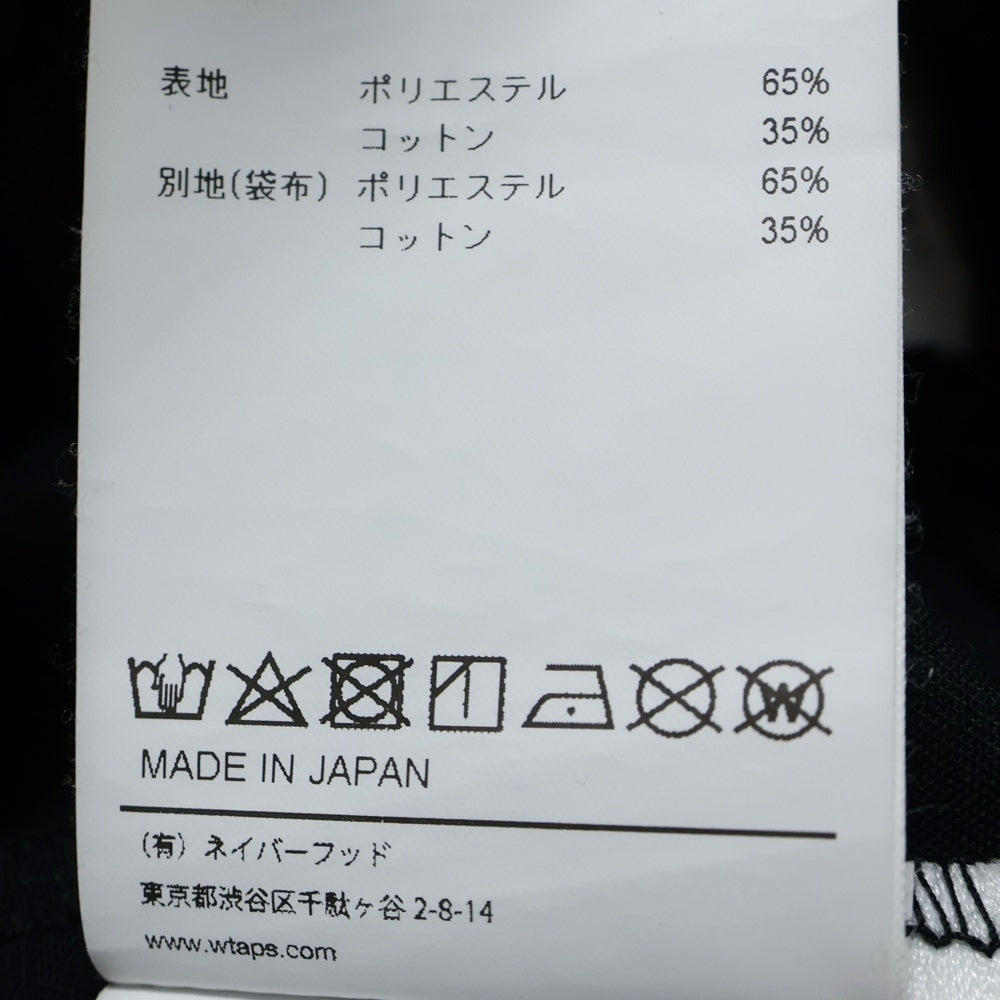 表地 ポリエステル 65%
コットン 35%
別地(袋布) ポリエステル 65%
コットン 35%
W
MADE IN JAPAN
(有) ネイバーフッド
東京都渋谷区千駄ヶ谷 2-8-14
www.wtaps.com